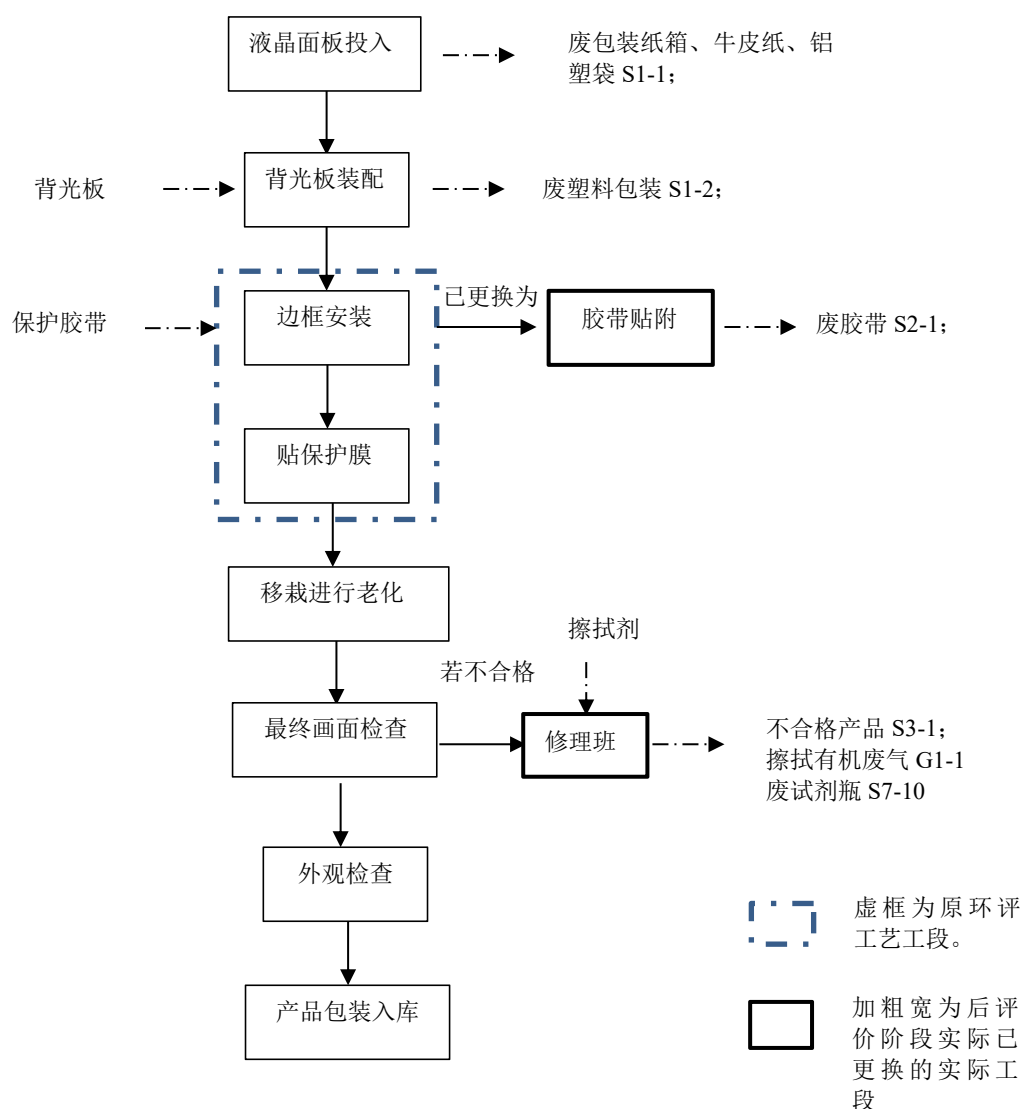 液晶面板投入
废包装纸箱、牛皮纸、铝
塑袋 S1-1；
背光板
背光板装配
废塑料包装 S1-2；
保护胶带
边框安装
已更换为
胶带贴附
废胶带 S2-1；
贴保护膜
移栽进行老化
擦拭剂
若不合格
最终画面检查
修理班
不合格产品 S3-1；
擦拭有机废气 G1-1
废试剂瓶 S7-10
外观检查
虚框为原环评
工艺工段。
产品包装入库
加粗宽为后评
价阶段实际已
更换的实际工
段